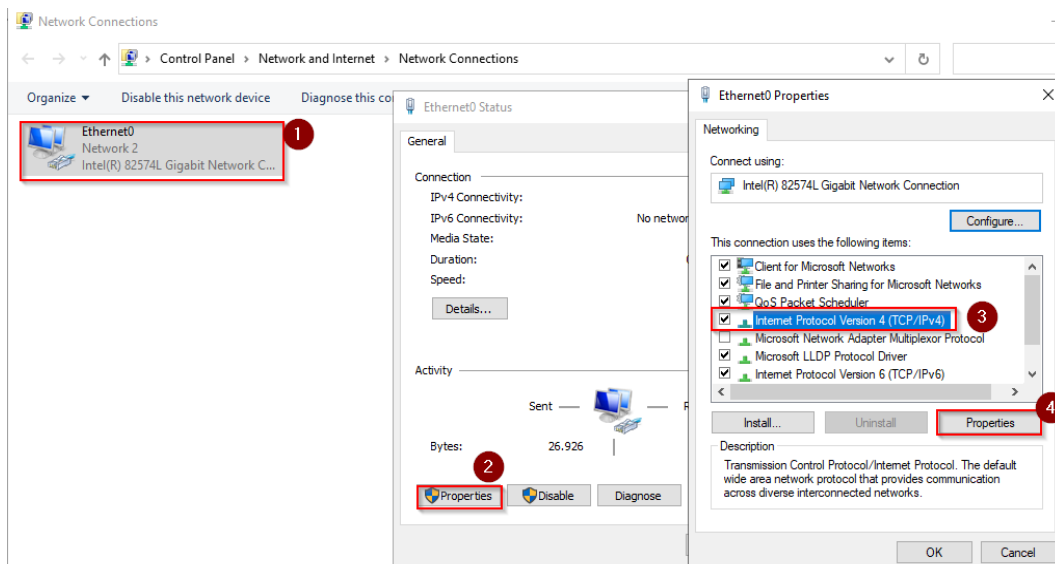 Network Connections
Control Panel > Network and Internet > Network Connections
Organize
Disable this network device
Diagnose this
Ethernet0
Network 2
Intel(R) 82574L Gigabit Network C...
1
Ethernet0 Status
General
Connection
IPv4 Connectivity:
IPv6 Connectivity:
No
Media State:
Duration:
Speed:
Details...
Activity
Sent
Bytes:
26.926
2
Properties
Disable
Diagnose
Ethernet0 Properties
Networking
Connect using:
Intel(R) 82574L Gigabit Network Connection
Configure...
This connection uses the following items:
Client for Microsoft Networks
File and Printer Sharing for Microsoft Networks
QoS Packet Scheduler
Internet Protocol Version 4 (TCP/IPv4)
3
Microsoft Network Adapter Multiplexor Protocol
Microsoft LLDP Protocol Driver
Internet Protocol Version 6 (TCP/IPv6)
4
Install...
Uninstall
Properties
Description
Transmission Control Protocol/Internet Protocol. The default
wide area network protocol that provides communication
across diverse interconnected networks.
OK
Cancel